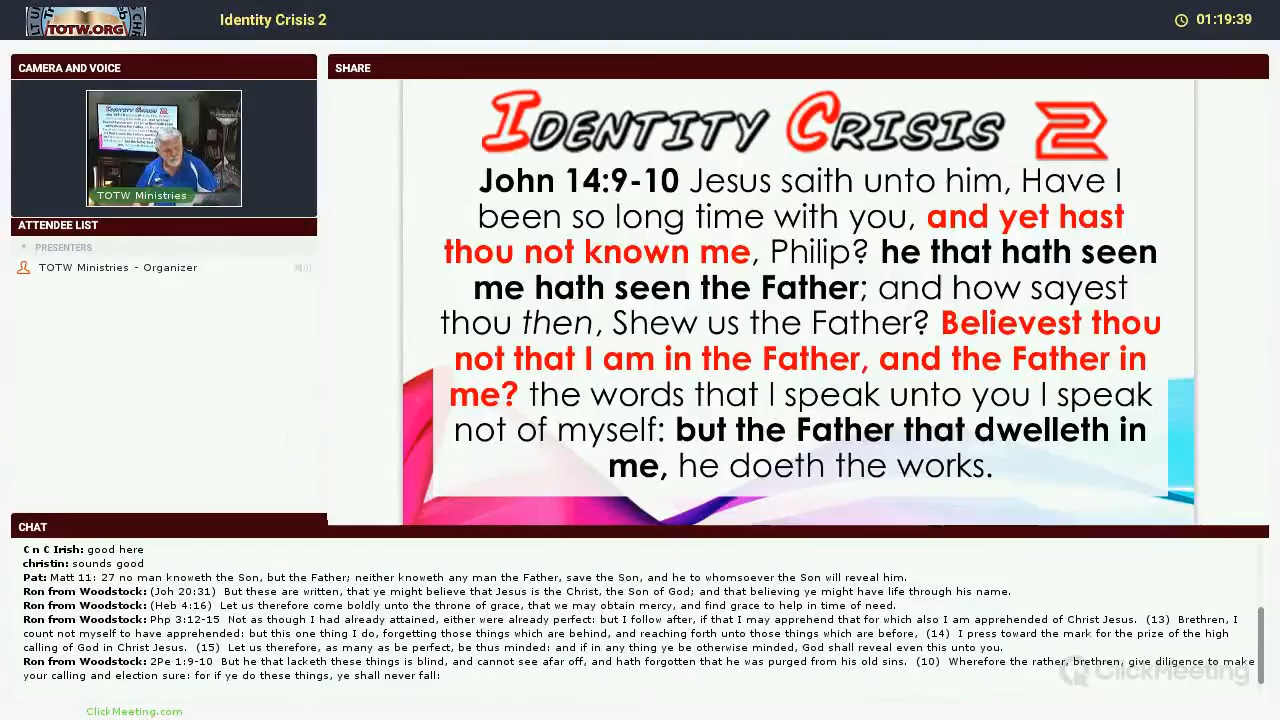 TOTW.ORG
Identity Crisis 2
01:19:39
CAMERA AND VOICE
TOTW Ministries
ATTENDEE LIST
PRESENTERS
TOTW Ministries - Organizer
SHARE
IDENTITY CRISIS 2
John 14:9-10 Jesus saith unto him, Have I
been so long time with you, and yet hast
thou not known me, Philip? he that hath seen
me hath seen the Father; and how sayest
thou then, Shew us the Father? Believest thou
not that I am in the Father, and the Father in
me? the words that I speak unto you I speak
not of myself: but the Father that dwelleth in
me, he doeth the works.
CHAT
C n C Irish: good here
christin: sounds good
Pat: Matt 11: 27 no man knoweth the Son, but the Father; neither knoweth any man the Father, save the Son, and he to whomsoever the Son will reveal him.
Ron from Woodstock: (Joh 20:31) But these are written, that ye might believe that Jesus is the Christ, the Son of God; and that believing ye might have life through his name.
Ron from Woodstock: (Heb 4:16) Let us therefore come boldly unto the throne of grace, that we may obtain mercy, and find grace to help in time of need.
Ron from Woodstock: Php 3:12-15 Not as though I had already attained, either were already perfect: but I follow after, if that I may apprehend that for which also I am apprehended of Christ Jesus. (13) Brethren, I
count not myself to have apprehended: but this one thing I do, forgetting those things which are behind, and reaching forth unto those things which are before, (14) I press toward the mark for the prize of the high
calling of God in Christ Jesus. (15) Let us therefore, as many as be perfect, be thus minded: and if in any thing ye be otherwise minded, God shall reveal even this unto you.
Ron from Woodstock: 2Pe 1:9-10 But he that lacketh these things is blind, and cannot see afar off, and hath forgotten that he was purged from his old sins. (10) Wherefore the rather, brethren, give diligence to make
your calling and election sure: for if ye do these things, ye shall never fall:
ClickMeeting
ClickMeeting.com